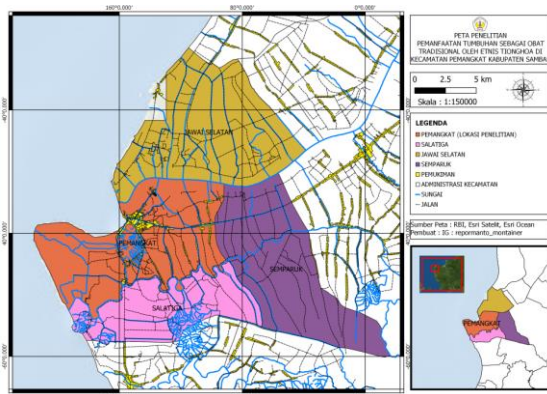 160°0.000'
80°0.000'
0°0.000'
JAWAI SELATAN
PEMANGKAT
SEMPARUK
SALATIGA
PETA PENELITIAN
PEMANFAATAN TUMBUHAN SEBAGAI OBAT
TRADISIONAL OLEH ETNIS TIONGHOA DI
KECAMATAN PEMANGKAT KABUPATEN SAMBAS
0 2.5 5 km
Skala : 1:150000
LEGENDA
PEMANGKAT (LOKASI PENELITIAN)
SALATIGA
JAWAI SELATAN
SEMPARUK
PEMUKIMAN
ADMINISTRASI KECAMATAN
SUNGAI
JALAN
Sumber Peta : RBI, Esri Satelit, Esri Ocean
Pembuat : IG : repormanto_montainer
PEMANGKAT